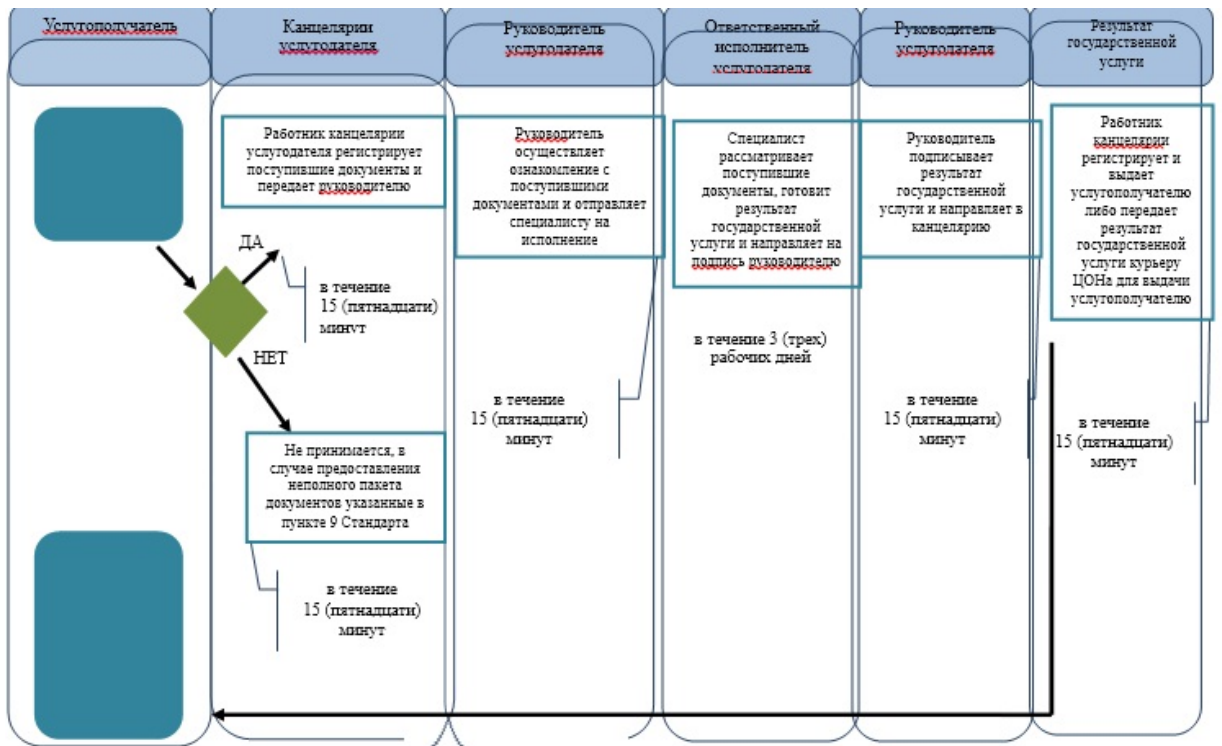 Услугополучатель
Канцелярии
услугодателя
Руководитель
услугодателя
Ответственный
исполнитель
услугодателя
Руководитель
услугодателя
Результат
государственной
услуги
Работник канцелярии
услугодателя регистрирует
поступившие документы и
передает руководителю
ДА
в течение
15 (пятнадцати)
минут
НЕТ
Не принимается, в
случае предоставления
неполного пакета
документов указанные в
пункте 9 Стандарта
в течение
15 (пятнадцати)
минут
Руководитель
осуществляет
ознакомление с
поступившими
документами и отправляет
специалисту на
исполнение
в течение
15 (пятнадцати)
минут
Специалист
рассматривает
поступившие
документы, готовит
результат
государственной
услуги и направляет на
подпись руководителю
в течение 3 (трех)
рабочих дней
Руководитель
подписывает
результат
государственной
услуги и направляет в
канцелярию
в течение
15 (пятнадцати)
минут
Работник
канцелярии
регистрирует и
выдает
услугополучателю
либо передает
результат
государственной
услуги курьеру
ЦОНа для выдачи
услугополучателю
в течение
15 (пятнадцати)
минут